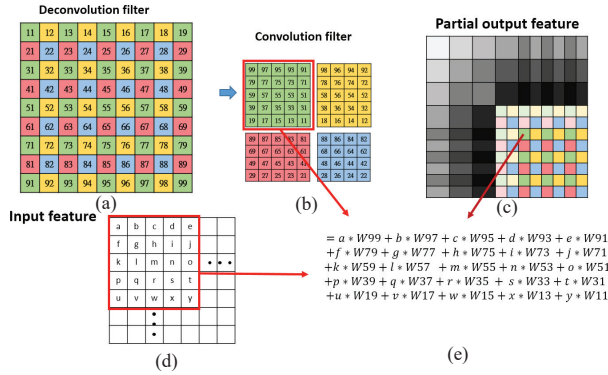 Deconvolution filter
11 12 13 14 15 16 17 18 19
21 22 23 24 25 26 27 28 29
31 32 33 34 35 36 37 38 39
41 42 43 44 45 46 47 48 49
51 52 53 54 55 56 57 58 59
61 62 63 64 65 66 67 68 69
71 72 73 74 75 76 77 78 79
81 82 83 84 85 86 87 88 89
91 92 93 94 95 96 97 98 99
(a)
Convolution filter
99 97 95 93 91
79 77 75 73 71
59 57 55 53 51
39 37 35 33 31
19 17 15 13 11
98 96 94 92
78 76 74 72
58 56 54 52
38 36 34 32
18 16 14 12
89 87 85 83 81
69 67 65 63 61
49 47 45 43 41
29 27 25 23 21
88 86 84 82
68 66 64 62
48 46 44 42
28 26 24 22
(b)
Partial output feature
(c)
Input feature
a b c d e
f g h i j
k l m n o
p q r s t
u v w x y
(d)
= a * W99 + b * W97 + c * W95 + d * W93 + e * W91
+f * W79 + g * W77 + h * W75 + i * W73 + j * W71
+k * W59 + l * W57 + m * W55 + n * W53 + o * W51
+p * W39 + q * W37 + r * W35 + s * W33 + t * W31
+u * W19 + v * W17 + w * W15 + x * W13 + y * W11
(e)